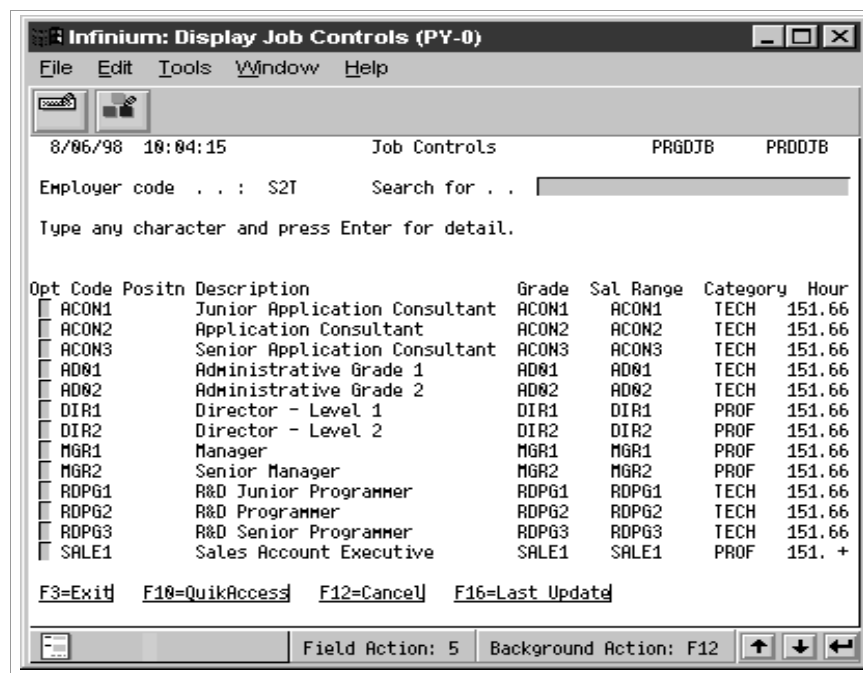 Infinium: Display Job Controls (PY-0)
File Edit Tools Window Help
8/06/98 10:04:15 Job Controls PRGDJB PRDDJB
Employer code . . : S2T Search for . .
Type any character and press Enter for detail.
Opt Code Positn Description Grade Sal Range Category Hour
ACON1 Junior Application Consultant ACON1 ACON1 TECH 151.66
ACON2 Application Consultant ACON2 ACON2 TECH 151.66
ACON3 Senior Application Consultant ACON3 ACON3 TECH 151.66
AD01 Administrative Grade 1 AD01 AD01 TECH 151.66
AD02 Administrative Grade 2 AD02 AD02 TECH 151.66
DIR1 Director - Level 1 DIR1 DIR1 PROF 151.66
DIR2 Director - Level 2 DIR2 DIR2 PROF 151.66
MGR1 Manager MGR1 MGR1 PROF 151.66
MGR2 Senior Manager MGR2 MGR2 PROF 151.66
RDPG1 R&D Junior Programmer RDPG1 RDPG1 TECH 151.66
RDPG2 R&D Programmer RDPG2 RDPG2 TECH 151.66
RDPG3 R&D Senior Programmer RDPG3 RDPG3 TECH 151.66
SALE1 Sales Account Executive SALE1 SALE1 PROF 151. +
F3=Exit F10=QuikAccess F12=Cancel F16=Last Update
Field Action: 5 Background Action: F12